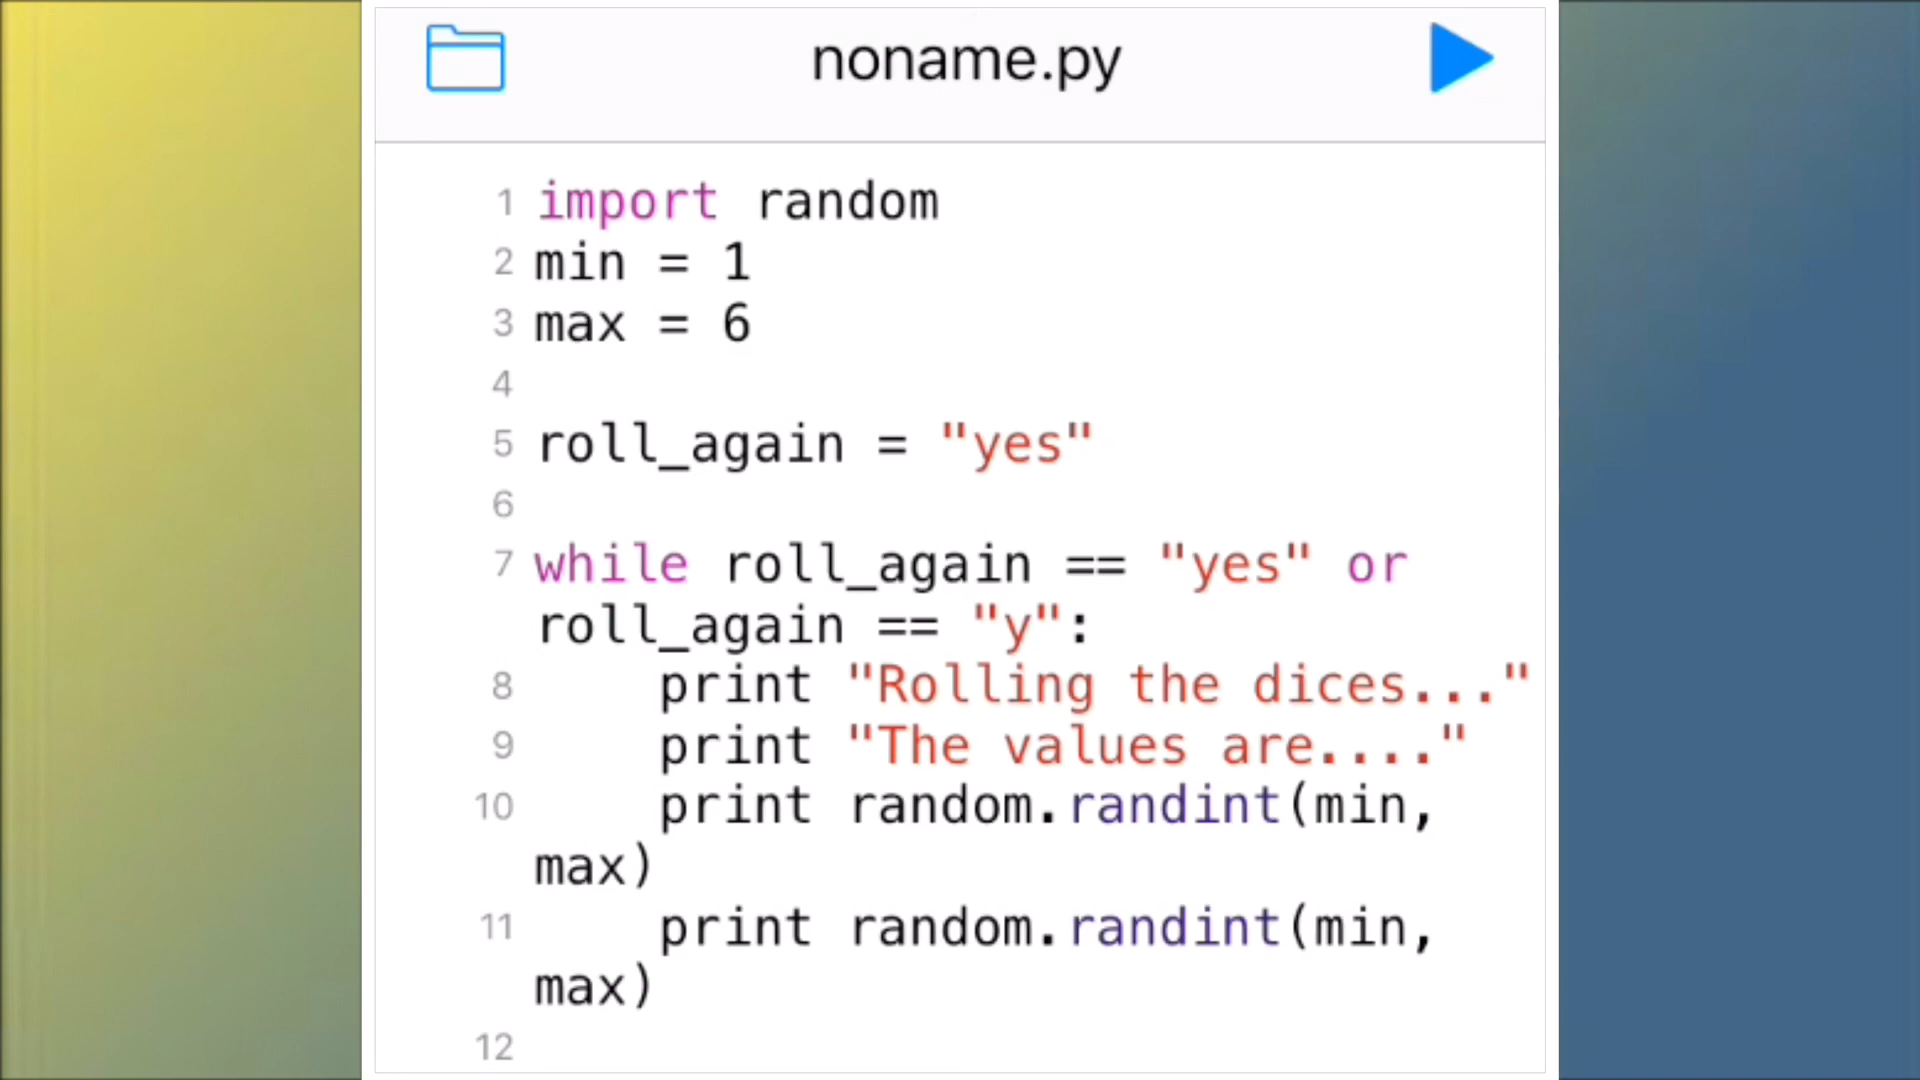 noname.py
1 import random
2 min = 1
3 max = 6
4
5 roll_again = "yes"
6
7 while roll_again == "yes" or
roll_again == "y":
8     print "Rolling the dices..."
9     print "The values are...."
10     print random.randint(min,
max)
11     print random.randint(min,
max)
12